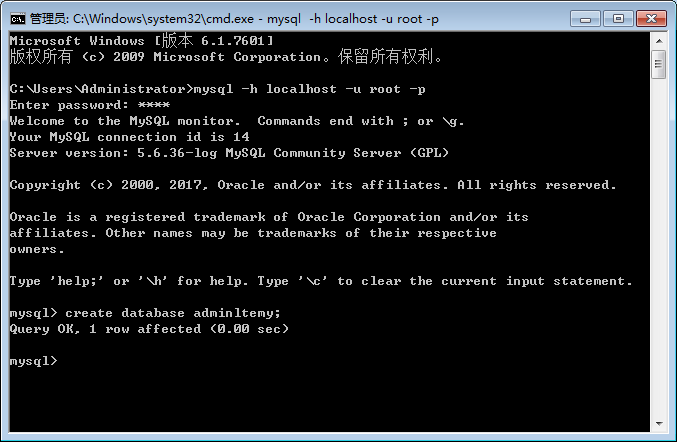 管理员: C:\Windows\system32\cmd.exe - mysql -h localhost -u root -p
Microsoft Windows [版本 6.1.7601]
版权所有 (c) 2009 Microsoft Corporation。保留所有权利。
C:\Users\Administrator>mysql -h localhost -u root -p
Enter password: ****
Welcome to the MySQL monitor.  Commands end with ; or \g.
Your MySQL connection id is 14
Server version: 5.6.36-log MySQL Community Server (GPL)
Copyright (c) 2000, 2017, Oracle and/or its affiliates. All rights reserved.
Oracle is a registered trademark of Oracle Corporation and/or its
affiliates. Other names may be trademarks of their respective
owners.
Type 'help;' or '\h' for help. Type '\c' to clear the current input statement.
mysql> create database adminltemy;
Query OK, 1 row affected (0.00 sec)
mysql>